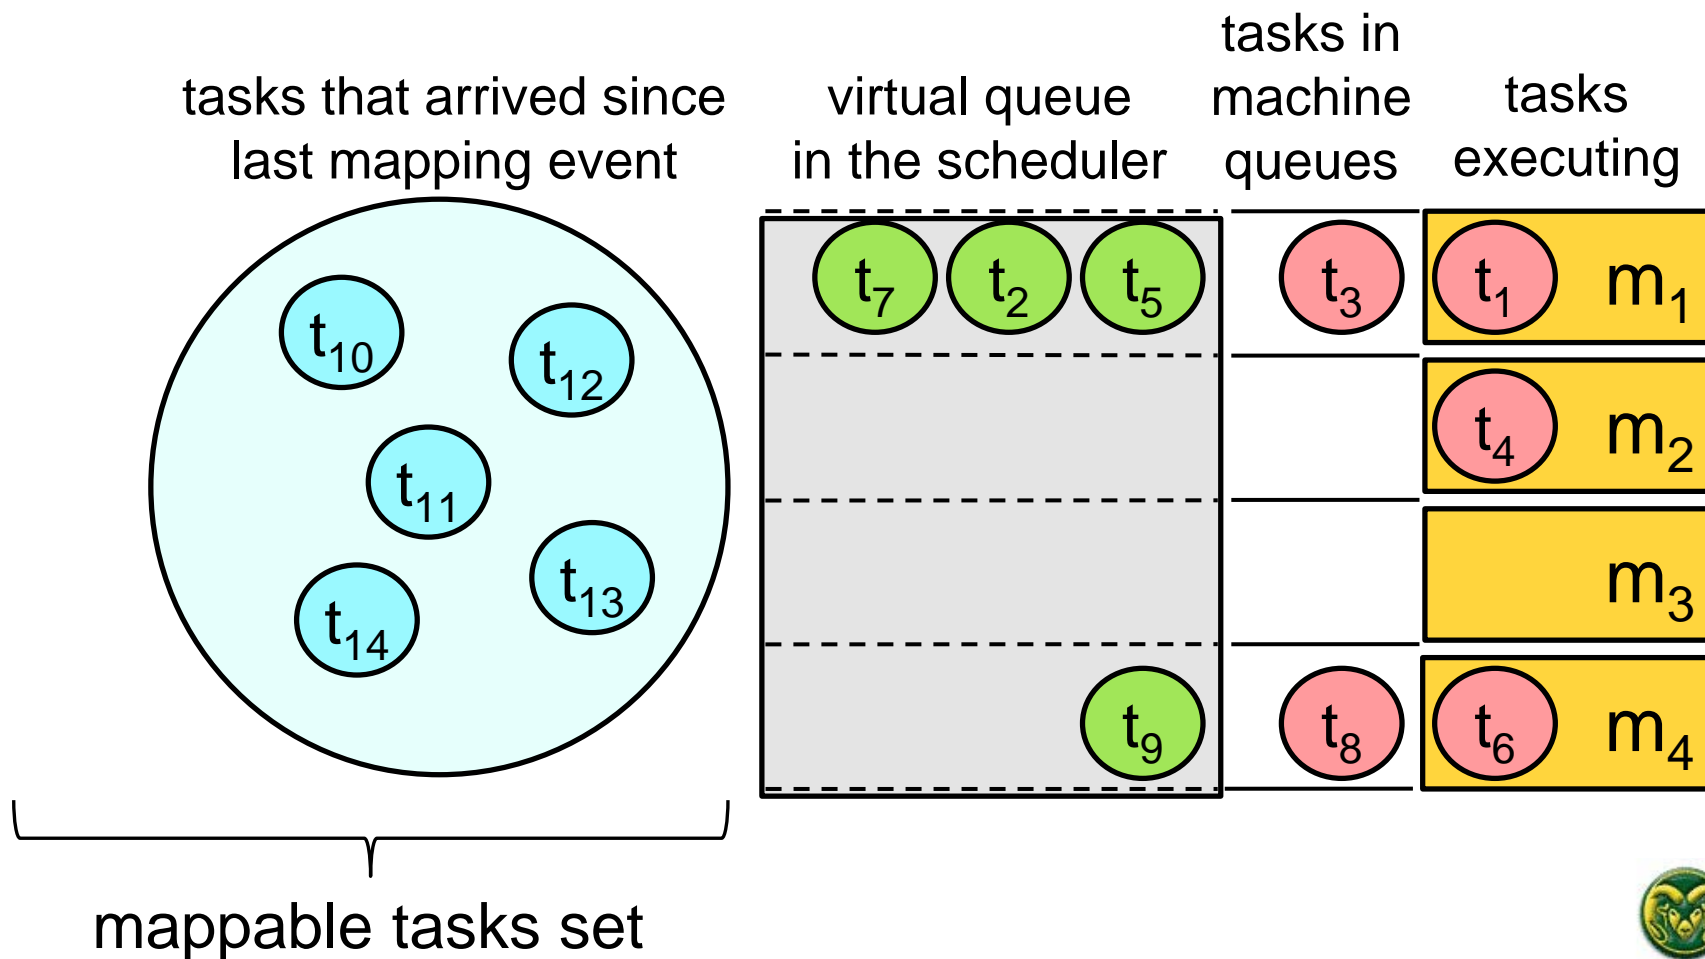 tasks that arrived since
last mapping event
virtual queue
in the scheduler
tasks in
machine
queues
tasks
executing
t10
t12
t11
t13
t14
t7 t2 t5 t3 t1 m1
t4 m2
m3
t9 t8 t6 m4
mappable tasks set